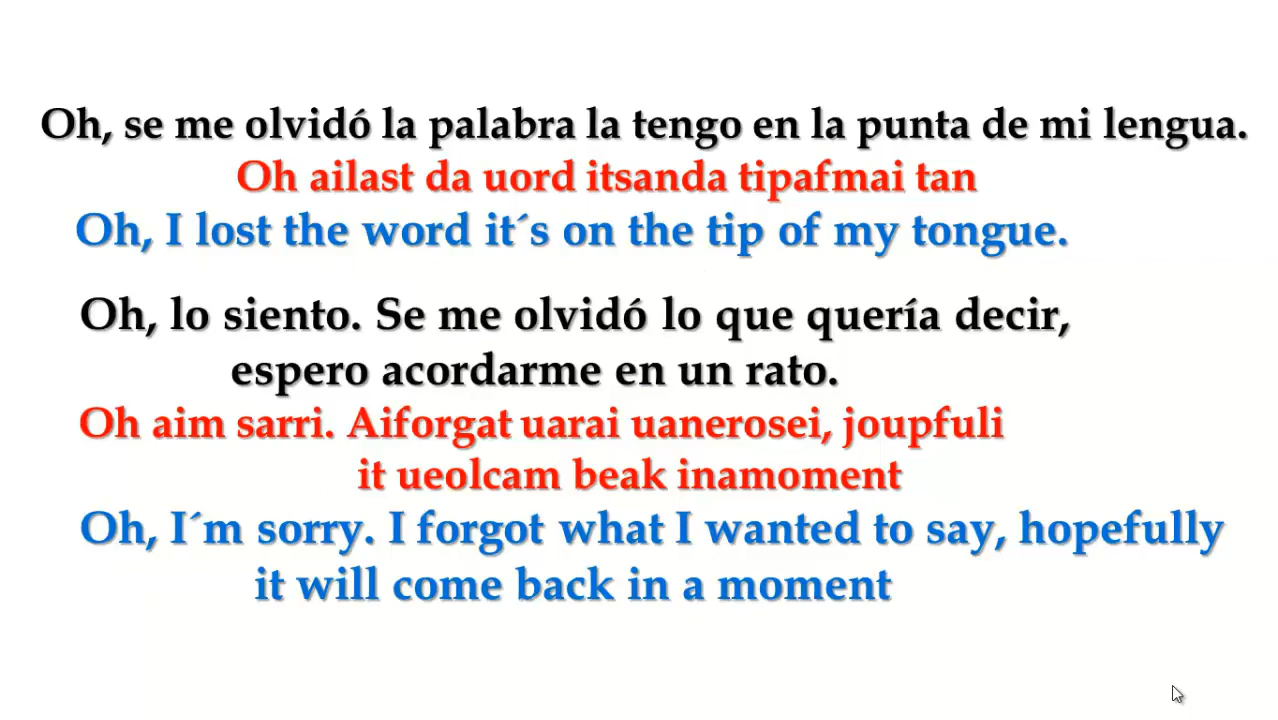 Oh, se me olvidó la palabra la tengo en la punta de mi lengua.
Oh ailast da uord itsanda tipafmai tan
Oh, I lost the word it´s on the tip of my tongue.
Oh, lo siento. Se me olvidó lo que quería decir,
espero acordarme en un rato.
Oh aim sarri. Aiforgat uarai uanerosei, joupfuli
it ueolcam beak inamoment
Oh, I´m sorry. I forgot what I wanted to say, hopefully
it will come back in a moment